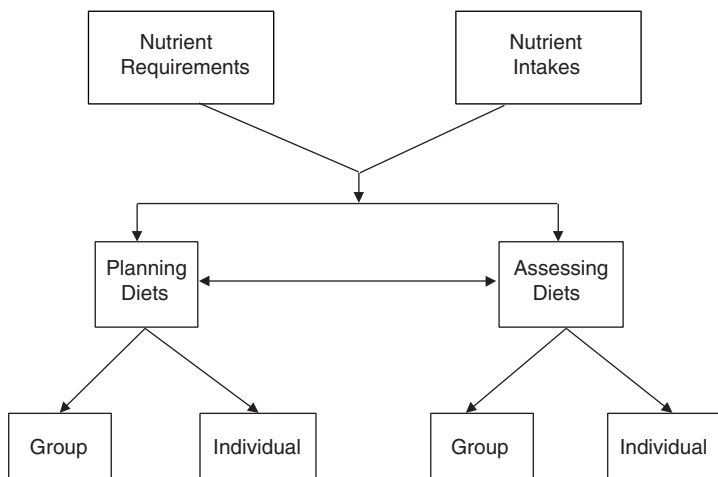 Nutrient
Requirements
Nutrient
Intakes
Planning
Diets
Assessing
Diets
Group
Individual
Group
Individual